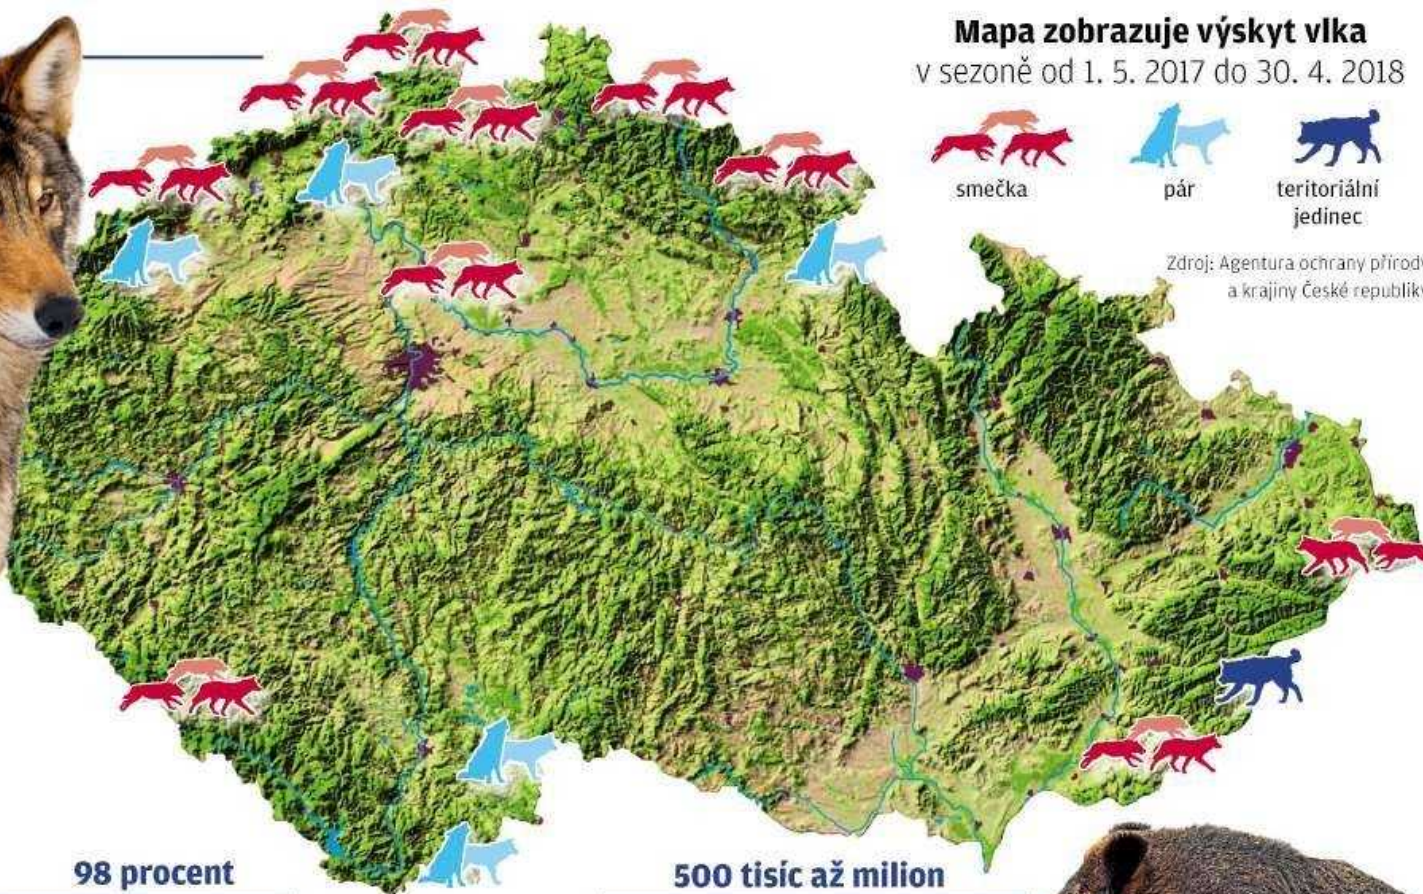 Mapa zobrazuje výskyt vlka
v sezoně od 1. 5. 2017 do 30. 4. 2018
smečka
pár
teritoriální
jedinec
Zdroj: Agentura ochrany přírody
a krajiny České republiky
98 procent
500 tisíc až milion